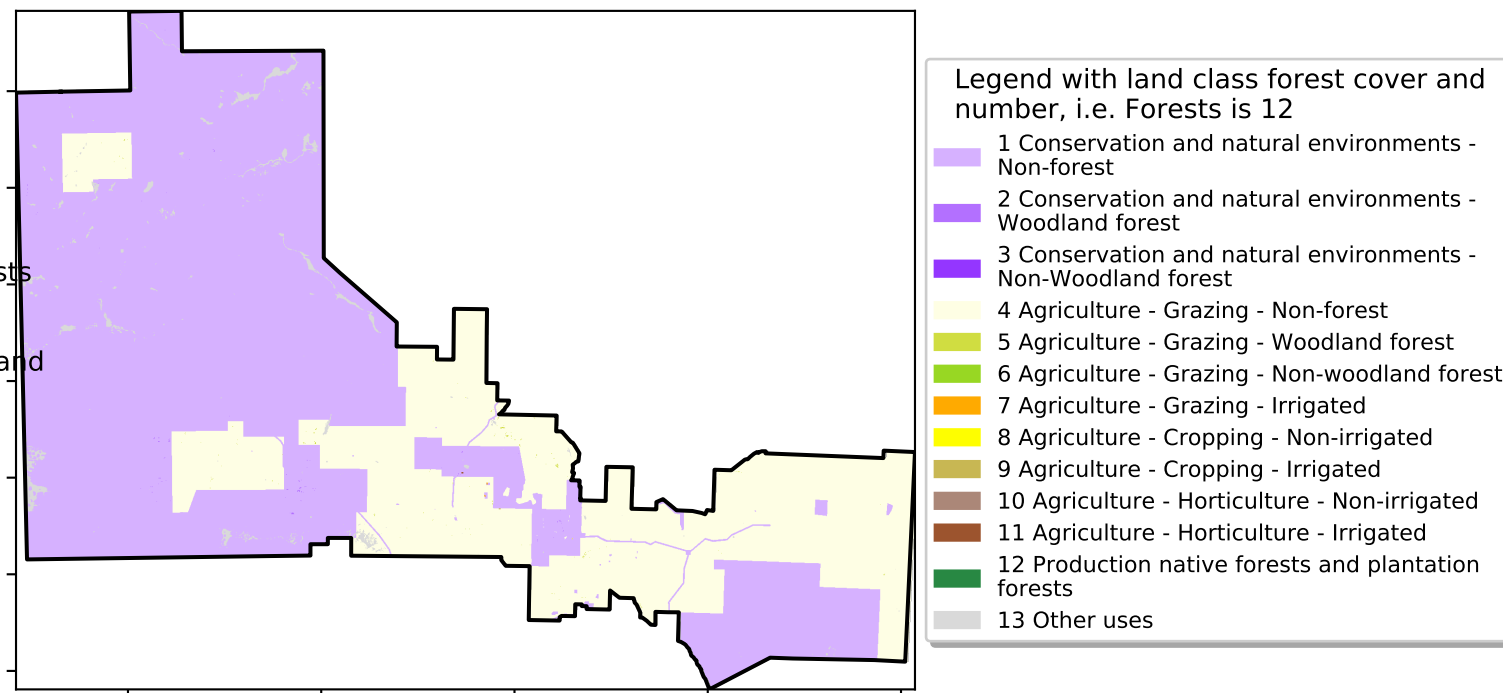 sts
and
Legend with land class forest cover and
number, i.e. Forests is 12
1 Conservation and natural environments -
Non-forest
2 Conservation and natural environments -
Woodland forest
3 Conservation and natural environments -
Non-Woodland forest
4 Agriculture - Grazing - Non-forest
5 Agriculture - Grazing - Woodland forest
6 Agriculture - Grazing - Non-woodland forest
7 Agriculture - Grazing - Irrigated
8 Agriculture - Cropping - Non-irrigated
9 Agriculture - Cropping - Irrigated
10 Agriculture - Horticulture - Non-irrigated
11 Agriculture - Horticulture - Irrigated
12 Production native forests and plantation
forests
13 Other uses